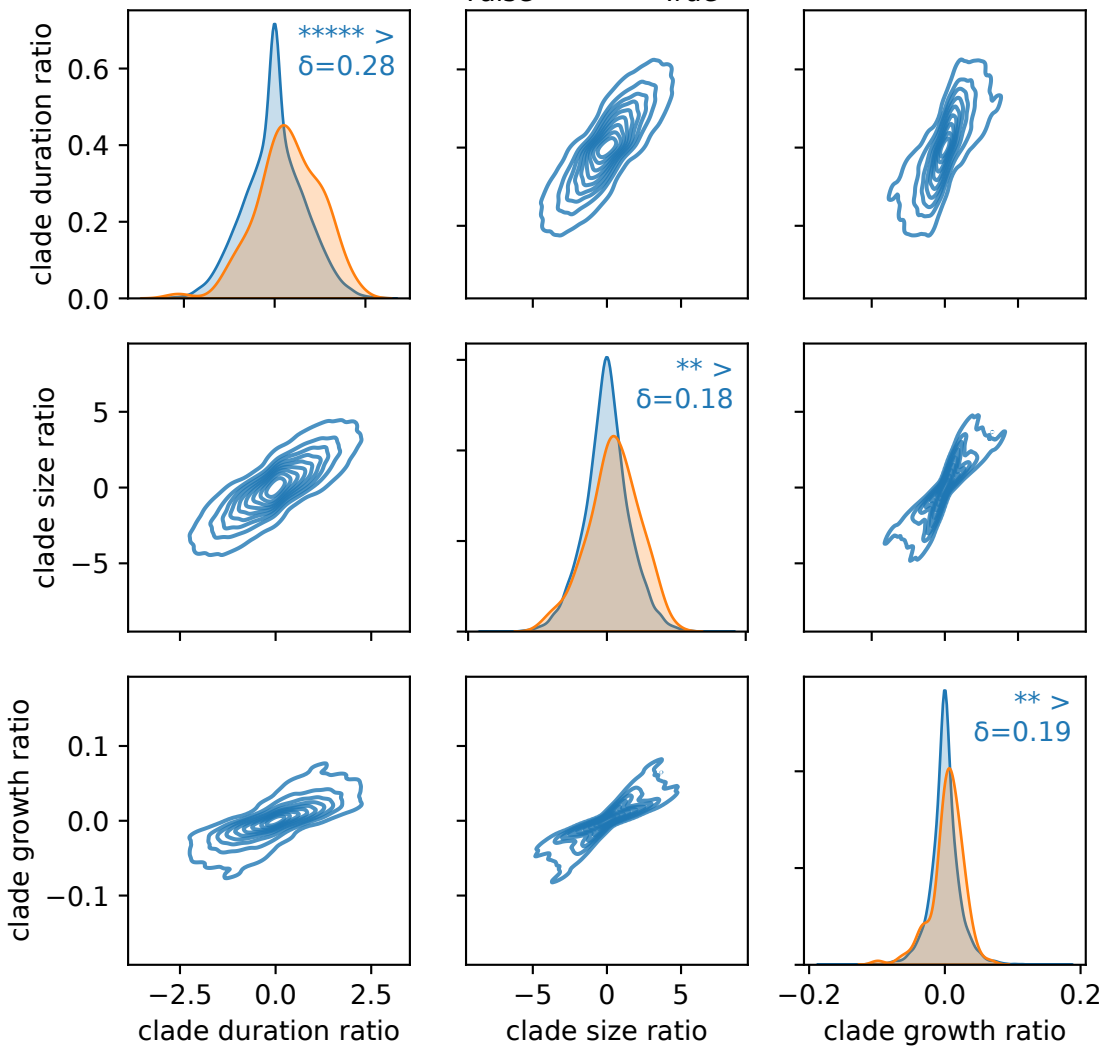 ***** >
δ=0.28
clade duration ratio
0.6
0.4
0.2
0.0
clade size ratio
5
0
−5
** >
δ=0.18
clade growth ratio
0.1
0.0
−0.1
** >
δ=0.19
−2.5 0.0 2.5
−5 0 5
−0.2 0.0 0.2
clade duration ratio
clade size ratio
clade growth ratio